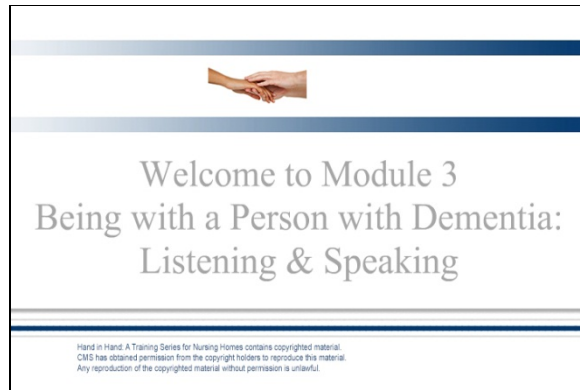 Welcome to Module 3
Being with a Person with Dementia:
Listening & Speaking
Hand in Hand: A Training Series for Nursing Homes contains copyrighted material.
CMS has obtained permission from the copyright holders to reproduce this material.
Any reproduction of the copyrighted material without permission is unlawful.